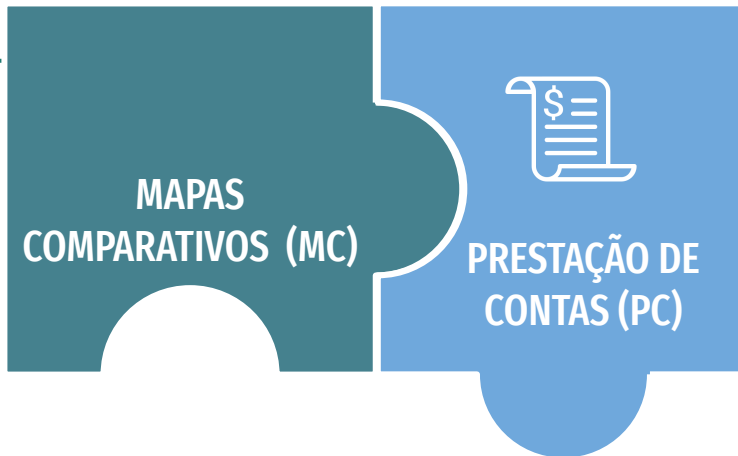 MAPAS
COMPARATIVOS (MC)
$
PRESTAÇÃO DE
CONTAS (PC)